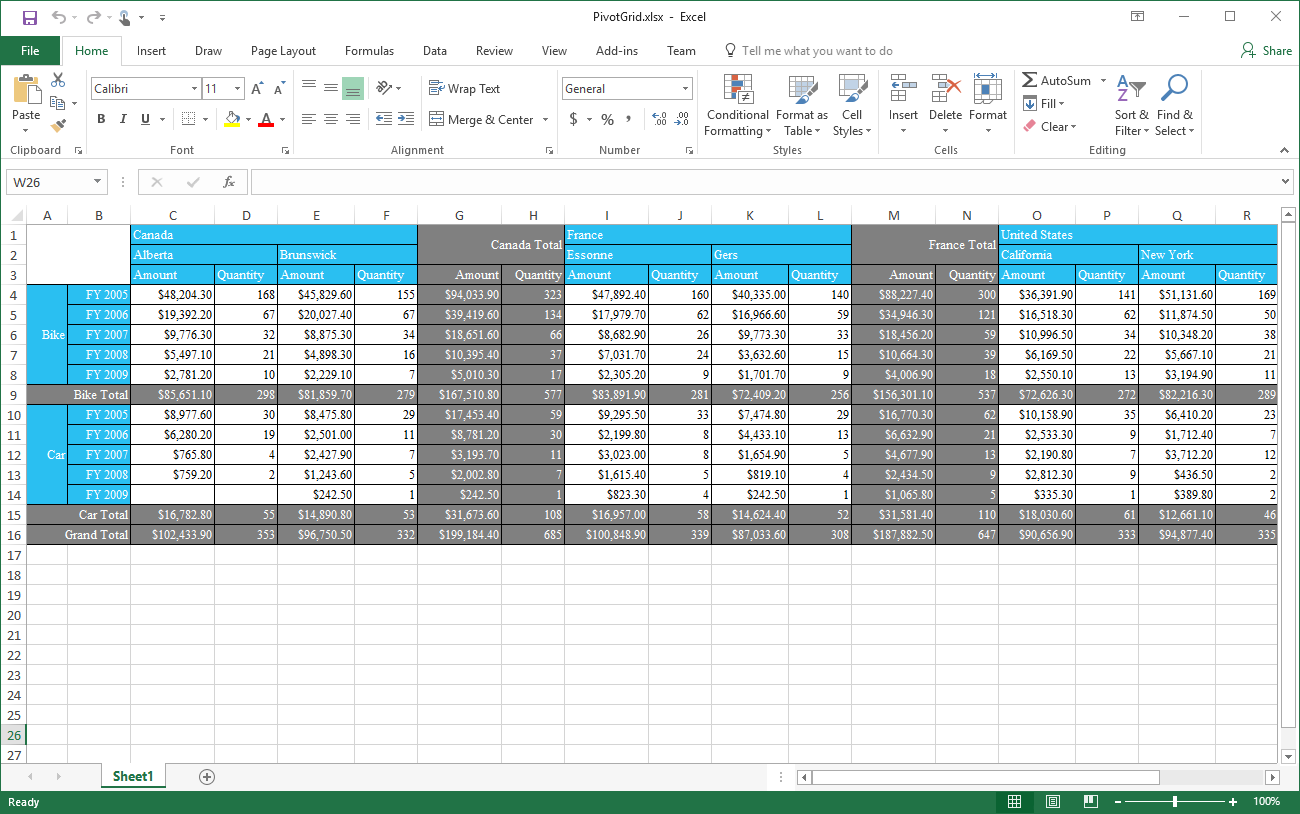 PivotGrid.xlsx - Excel
File Home Insert Draw Page Layout Formulas Data Review View Add-ins Team Tell me what you want to do Share
Paste Calibri 11 Wrap Text General Conditional Formatting Format as Table Cell Styles Insert Delete Format AutoSum Sort & Filter Find & Select
B I U Merge & Center $ % , Fill
Clear
Clipboard Font Alignment Number Styles Cells Editing
W26 fx
A B C D E F G H I J K L M N O P Q R
1 Canada Canada Total France France Total United States
2 Alberta Brunswick Essonne Gers California New York
3 Amount Quantity Amount Quantity Amount Quantity Amount Quantity Amount Quantity Amount Quantity Amount Quantity Amount Quantity
4 FY 2005 $48,204.30 168 $45,829.60 155 $94,033.90 323 $47,892.40 160 $40,335.00 140 $88,227.40 300 $36,391.90 141 $51,131.60 169
5 FY 2006 $19,392.20 67 $20,027.40 67 $39,419.60 134 $17,979.70 62 $16,966.60 59 $34,946.30 121 $16,518.30 62 $11,874.50 50
6 Bike FY 2007 $9,776.30 32 $8,875.30 34 $18,651.60 66 $8,682.90 26 $9,773.30 33 $18,456.20 59 $10,996.50 34 $10,348.20 38
7 FY 2008 $5,497.10 21 $4,898.30 16 $10,395.40 37 $7,031.70 24 $3,632.60 15 $10,664.30 39 $6,169.50 22 $5,667.10 21
8 FY 2009 $2,781.20 10 $2,229.10 7 $5,010.30 17 $2,305.20 9 $1,701.70 9 $4,006.90 18 $2,550.10 13 $3,194.90 11
9 Bike Total $85,651.10 298 $81,859.70 279 $167,510.80 577 $83,891.90 281 $72,409.20 256 $156,301.10 537 $72,626.30 272 $82,216.30 289
10 FY 2005 $8,977.60 30 $8,475.80 29 $17,453.40 59 $9,295.50 33 $7,474.80 29 $16,770.30 62 $10,158.90 35 $6,410.20 23
11 FY 2006 $6,280.20 19 $2,501.00 11 $8,781.20 30 $2,199.80 8 $4,433.10 13 $6,632.90 21 $2,533.30 9 $1,712.40 7
12 Car FY 2007 $765.80 4 $2,427.90 7 $3,193.70 11 $3,023.00 8 $1,654.90 5 $4,677.90 13 $2,190.80 7 $3,712.20 12
13 FY 2008 $759.20 2 $1,243.60 5 $2,002.80 7 $1,615.40 5 $819.10 4 $2,434.50 9 $2,812.30 9 $436.50 2
14 FY 2009 $242.50 1 $242.50 1 $823.30 4 $242.50 1 $1,065.80 5 $335.30 1 $389.80 2
15 Car Total $16,782.80 55 $14,890.80 53 $31,673.60 108 $16,957.00 58 $14,624.40 52 $31,581.40 110 $18,030.60 61 $12,661.10 46
16 Grand Total $102,433.90 353 $96,750.50 332 $199,184.40 685 $100,848.90 339 $87,033.60 308 $187,882.50 647 $90,656.90 333 $94,877.40 335
17
18
19
20
21
22
23
24
25
26
27
Sheet1
Ready 100%